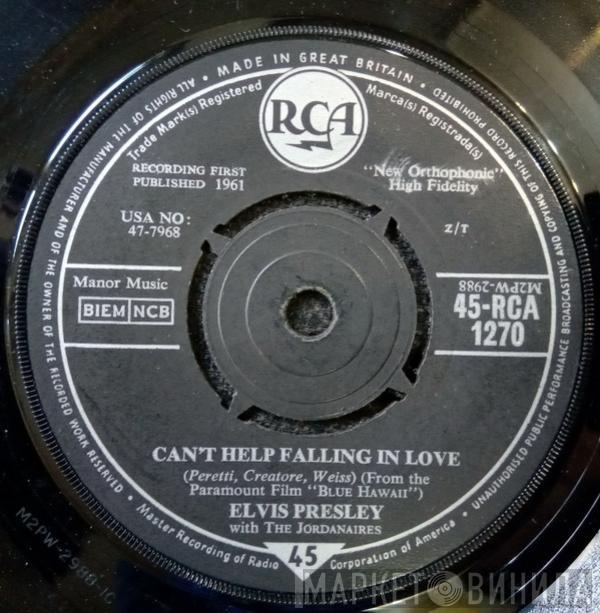 MADE IN GREAT BRITAIN · ALL RIGHTS OF THE MANUFACTURER AND OF THE OWNER OF THE RECORDED WORK RESERVED ·
UNAUTHORISED PUBLIC PERFORMANCE BROADCASTING AND COPYING OF THIS RECORD PROHIBITED
Trade Mark(s) Registered
RCA
Marca(s) Registrada(s)
RECORDING FIRST
PUBLISHED 1961
"New Orthophonic"
High Fidelity
USA NO:
47-7968
Z/T
Manor Music
BIEM NCB
M2PW-2988
45-RCA
1270
CAN'T HELP FALLING IN LOVE
(Peretti, Creatore, Weiss) (From the
Paramount Film "BLUE HAWAII")
ELVIS PRESLEY
with THE JORDANAIRES
Master Recording of Radio Corporation of America ·
45
M2PW-2988
МАРКЕТ ВИНИЛА